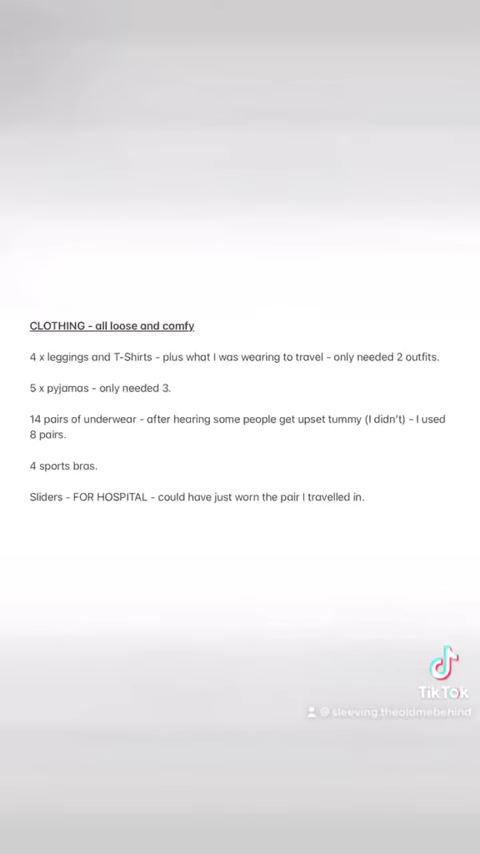 CLOTHING - all loose and comfy
4 x leggings and T-Shirts - plus what I was wearing to travel - only needed 2 outfits.
5 x pyjamas - only needed 3.
14 pairs of underwear - after hearing some people get upset tummy (I didn't) - I used
8 pairs.
4 sports bras.
Sliders - FOR HOSPITAL - could have just worn the pair I travelled in.
TikTok
@sleeving.theoldmebehind